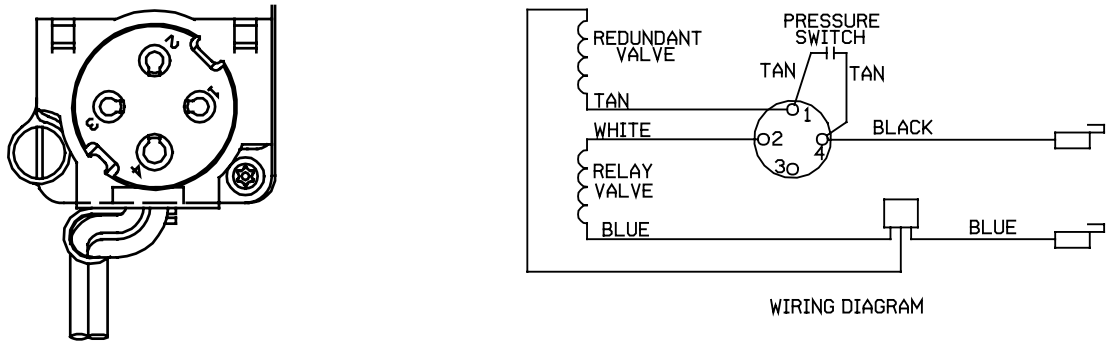 2
1
3
4
PRESSURE
SWITCH
REDUNDANT
VALVE
TAN
TAN
TAN
1
WHITE
2
BLACK
4
3
RELAY
VALVE
BLUE
BLUE
WIRING DIAGRAM